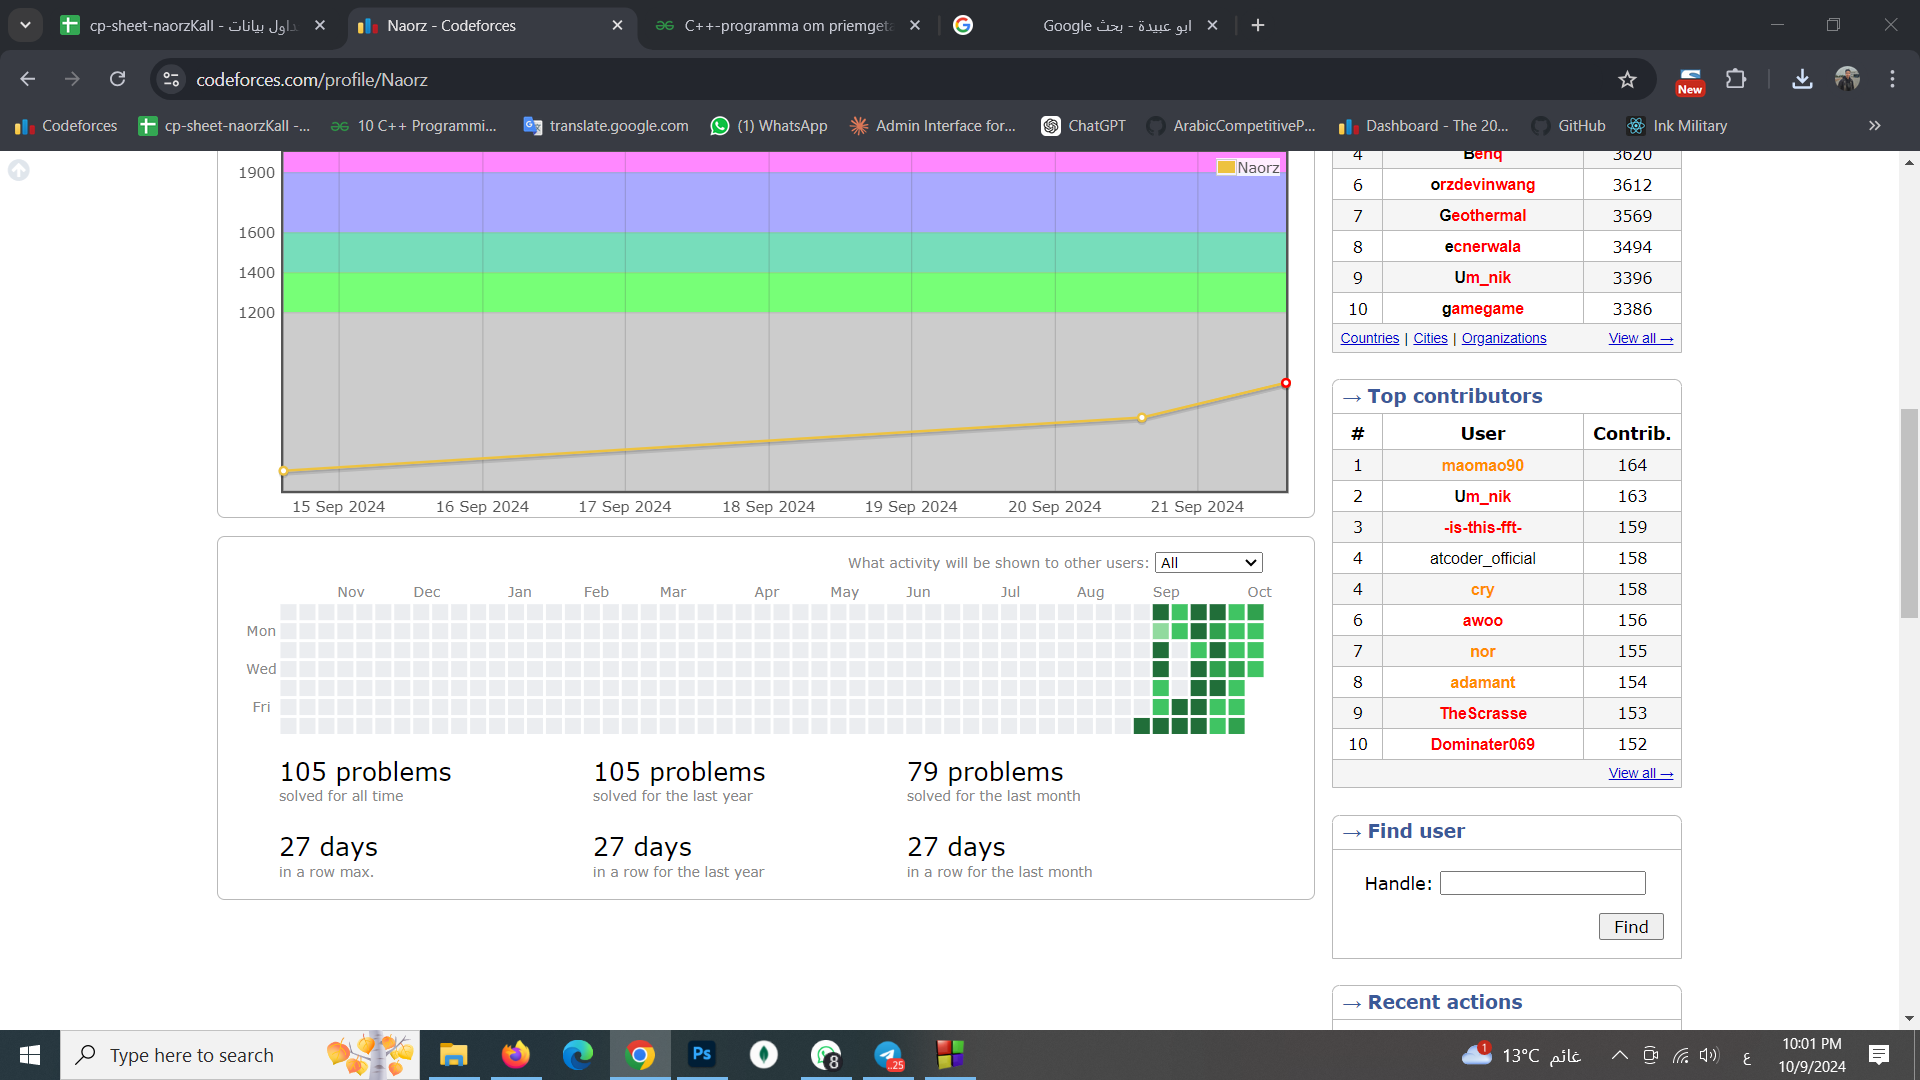 cp-sheet-naorzKall - جداول بيانات
Naorz - Codeforces
C++-programma om priemgeta
ابو عبيدة - بحث Google
codeforces.com/profile/Naorz
New
Codeforces
cp-sheet-naorzKall -...
10 C++ Programmi...
translate.google.com
(1) WhatsApp
Admin Interface for...
ChatGPT
ArabicCompetitiveP...
Dashboard - The 20...
GitHub
Ink Military
1900
1600
1400
1200
Naorz
15 Sep 2024
16 Sep 2024
17 Sep 2024
18 Sep 2024
19 Sep 2024
20 Sep 2024
21 Sep 2024
What activity will be shown to other users: All
Nov Dec Jan Feb Mar Apr May Jun Jul Aug Sep Oct
Mon
Wed
Fri
105 problems
solved for all time
105 problems
solved for the last year
79 problems
solved for the last month
27 days
in a row max.
27 days
in a row for the last year
27 days
in a row for the last month
4 Benq 3620
6 orzdevinwang 3612
7 Geothermal 3569
8 ecnerwala 3494
9 Um_nik 3396
10 gamegame 3386
Countries | Cities | Organizations View all →
→ Top contributors
# User Contrib.
1 maomao90 164
2 Um_nik 163
3 -is-this-fft- 159
4 atcoder_official 158
4 cry 158
6 awoo 156
7 nor 155
8 adamant 154
9 TheScrasse 153
10 Dominater069 152
View all →
→ Find user
Handle:
Find
→ Recent actions
Type here to search
Ps
8
..25
1
13°C غائم
ع
10:01 PM
10/9/2024